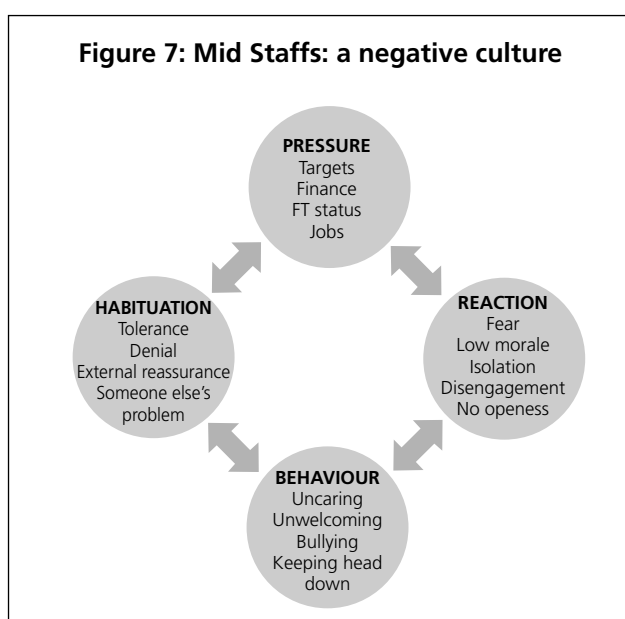 Figure 7: Mid Staffs: a negative culture
PRESSURE
Targets
Finance
FT status
Jobs
HABITUATION
Tolerance
Denial
External reassurance
Someone else's
problem
REACTION
Fear
Low morale
Isolation
Disengagement
No openess
BEHAVIOUR
Uncaring
Unwelcoming
Bullying
Keeping head
down